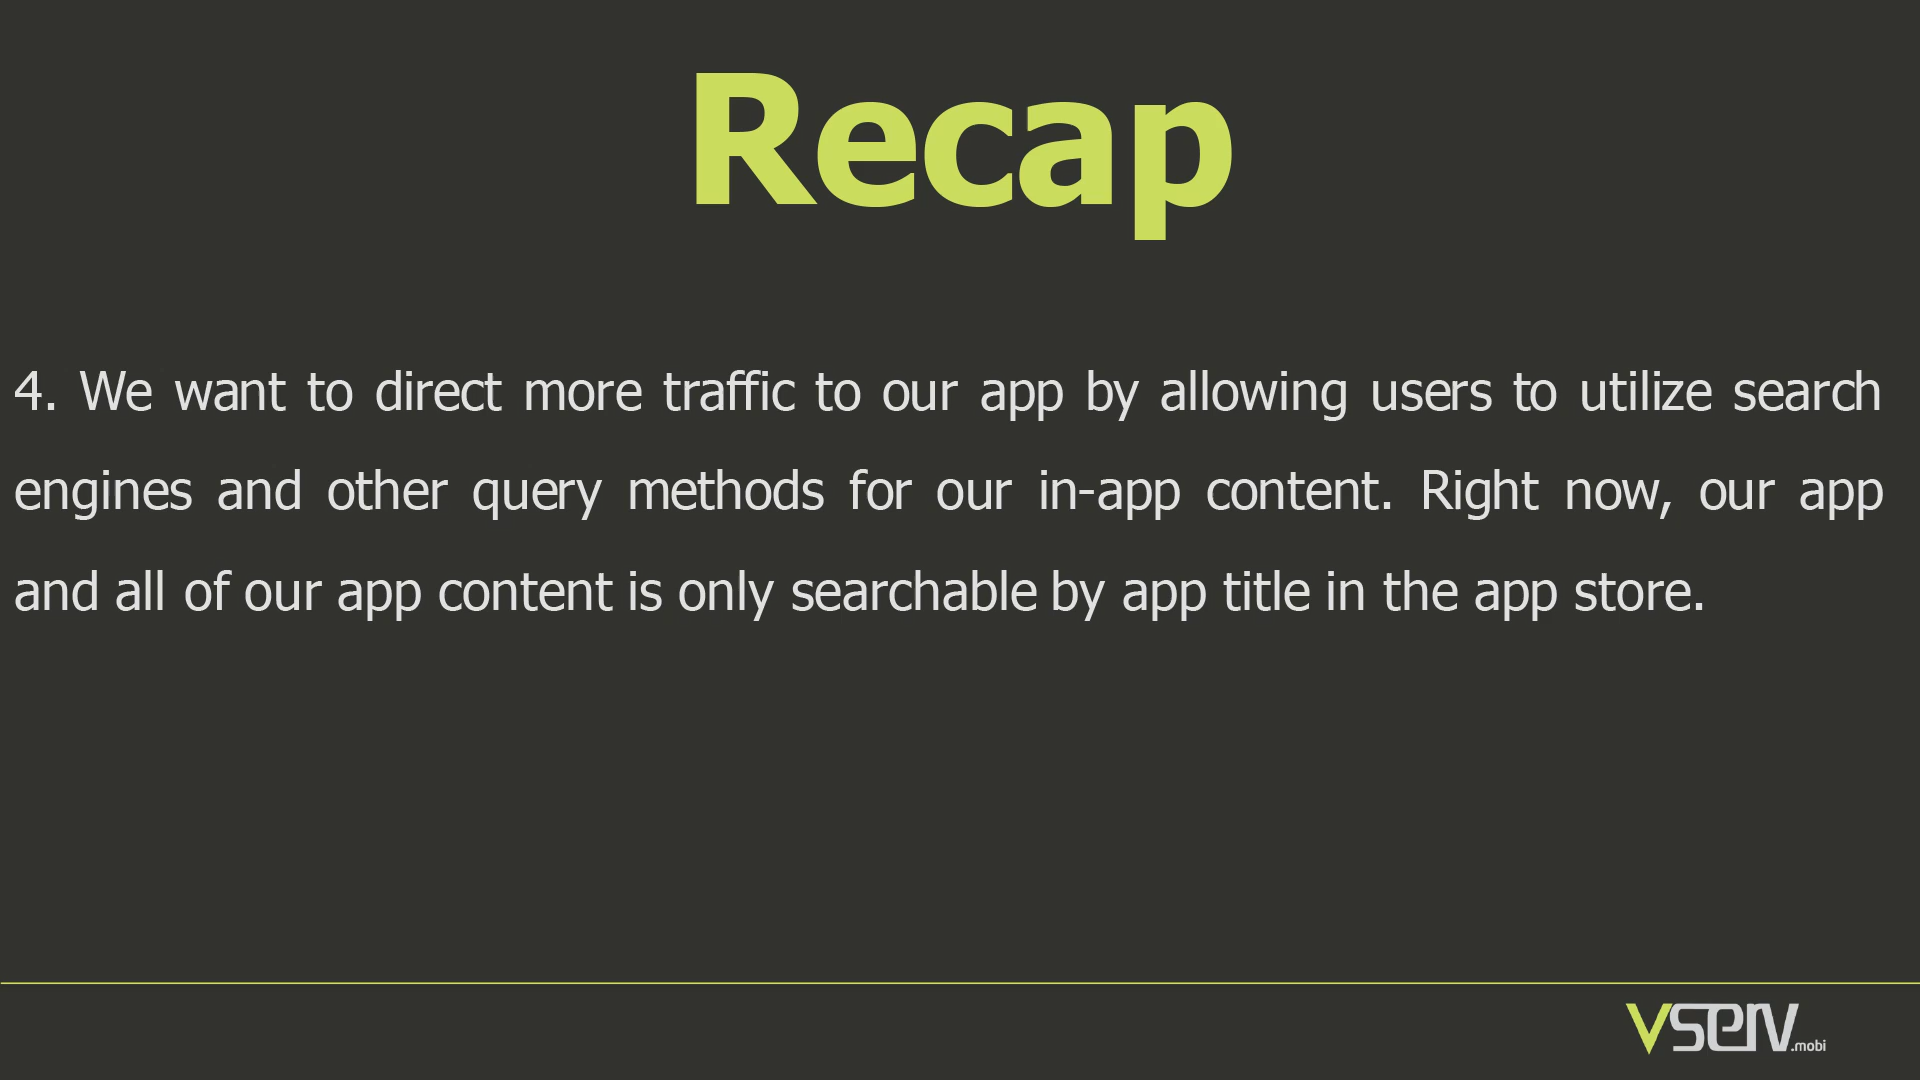 Recap
4. We want to direct more traffic to our app by allowing users to utilize search
engines and other query methods for our in-app content. Right now, our app
and all of our app content is only searchable by app title in the app store.
vserv.mobi